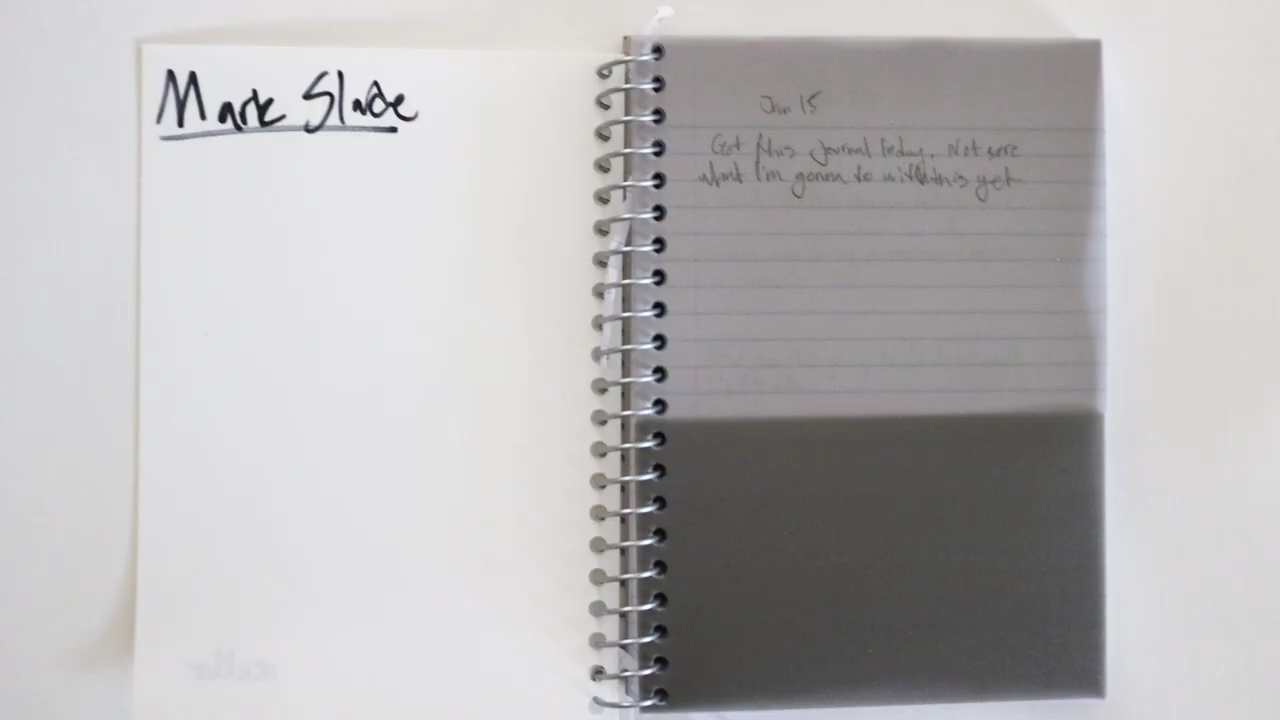 Mark Slade
Jan 15
Got this journal today. Not sure
what I'm gonna do with this yet